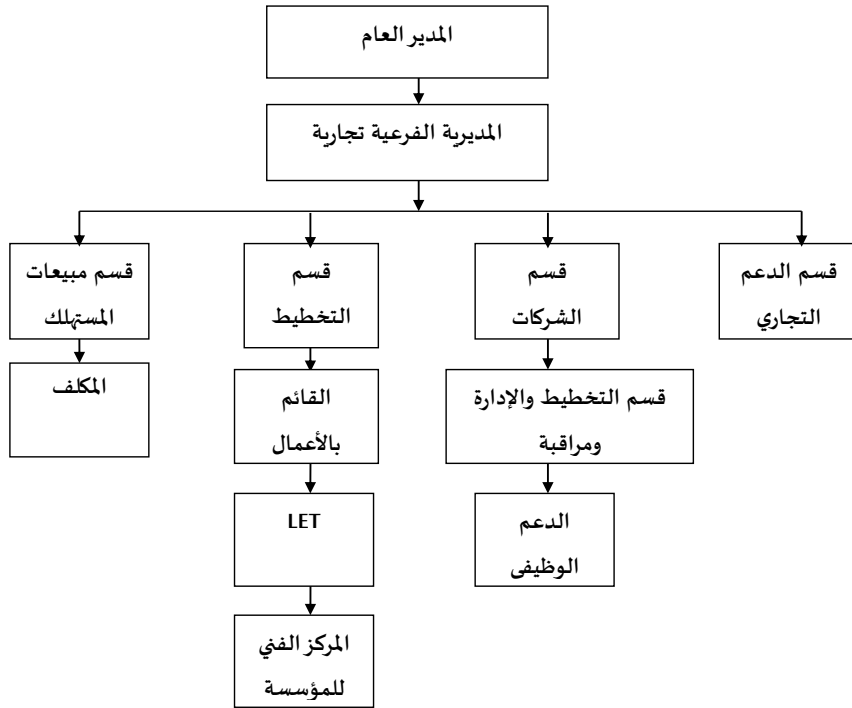 المدير العام
المديرية الفرعية تجارية
قسم الدعم
التجاري
قسم
الشركات
قسم
التخطيط
قسم مبيعات
المستهلك
قسم التخطيط والإدارة
ومراقبة
القائم
بالأعمال
المكلف
الدعم
الوظيفى
LET
المركز الفني
للمؤسسة